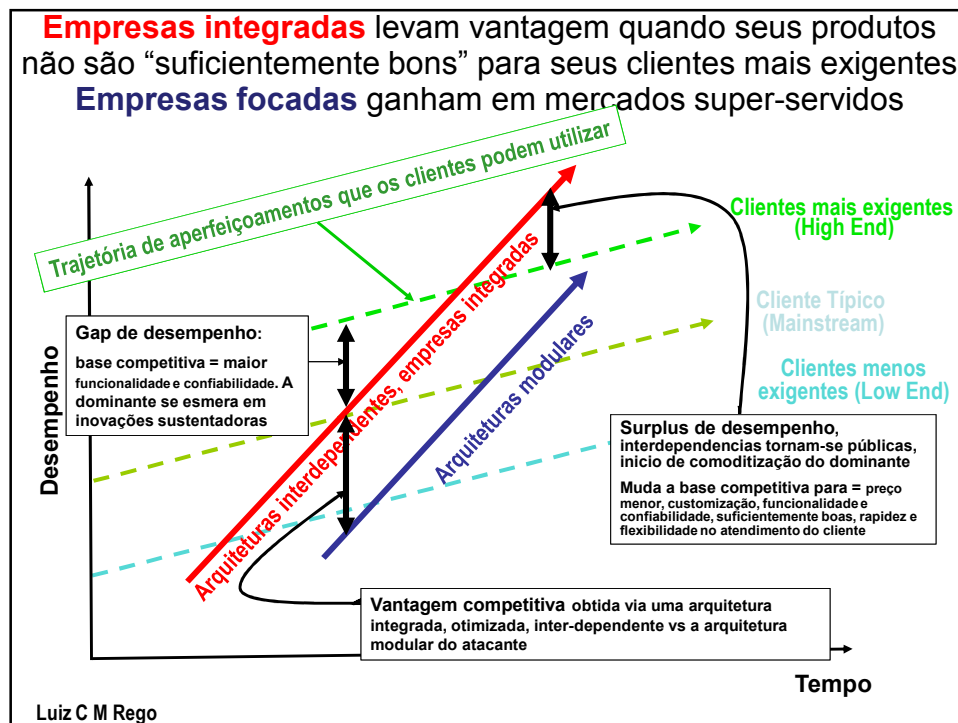 Empresas integradas levam vantagem quando seus produtos
não são “suficientemente bons” para seus clientes mais exigentes
Empresas focadas ganham em mercados super-servidos
Trajetória de aperfeiçoamentos que os clientes podem utilizar
Clientes mais exigentes
(High End)
Cliente Típico
(Mainstream)
Clientes menos
exigentes (Low End)
Gap de desempenho:
base competitiva = maior
funcionalidade e confiabilidade. A
dominante se esmera em
inovações sustentadoras
Desempenho
Arquiteturas interdependentes, empresas integradas
Arquiteturas modulares
Surplus de desempenho,
interdependencias tornam-se públicas,
inicio de comoditização do dominante
Muda a base competitiva para = preço
menor, customização, funcionalidade e
confiabilidade, suficientemente boas, rapidez e
flexibilidade no atendimento do cliente
Vantagem competitiva obtida via uma arquitetura
integrada, otimizada, inter-dependente vs a arquitetura
modular do atacante
Tempo
Luiz C M Rego